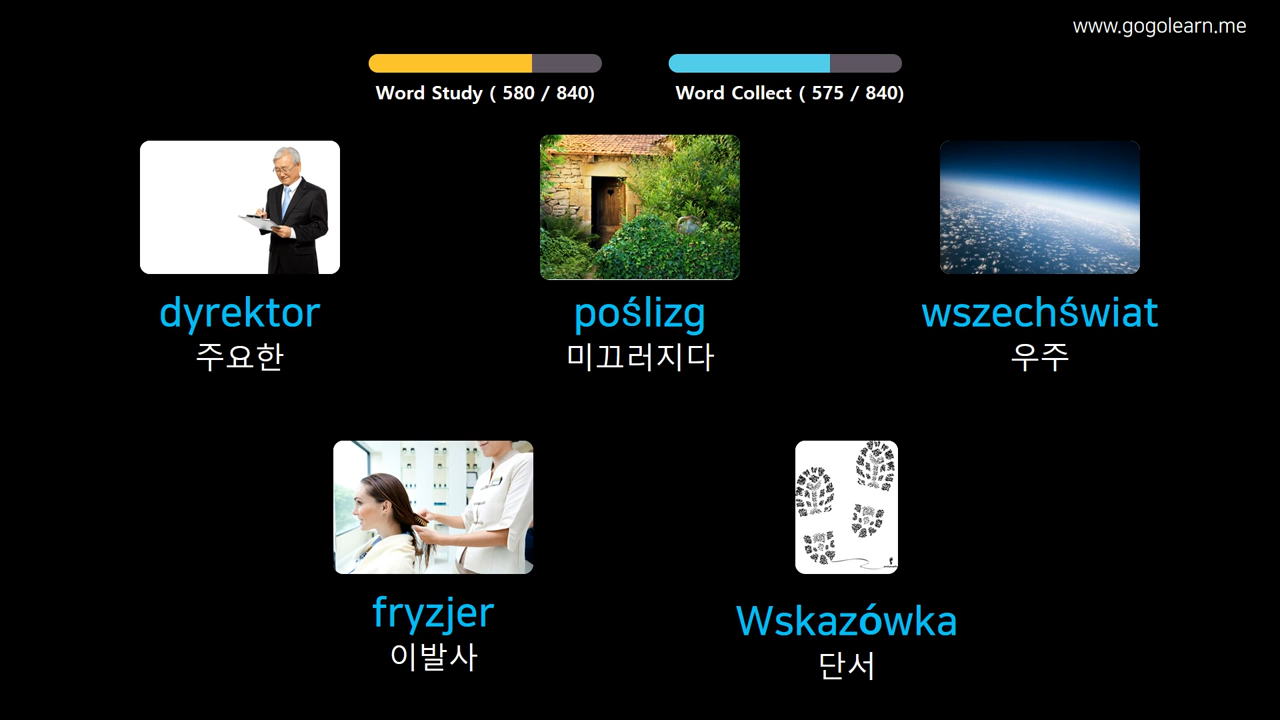 www.gogolearn.me
Word Study ( 580 / 840)
Word Collect ( 575 / 840)
dyrektor
주요한
poślizg
미끄러지다
wszechświat
우주
fryzjer
이발사
Wskazówka
단서